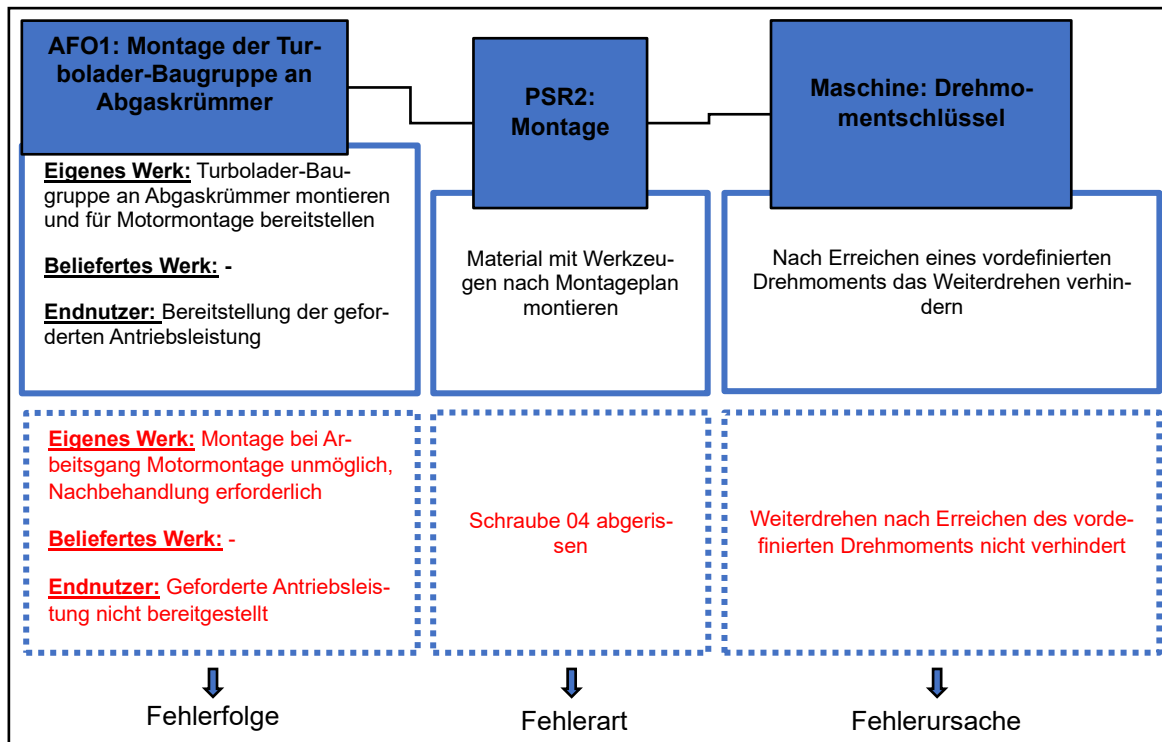 AFO1: Montage der Tur-
bolader-Baugruppe an
Abgaskrümmer
PSR2:
Montage
Maschine: Drehmo-
mentschlüssel
Eigenes Werk: Turbolader-Bau-
gruppe an Abgaskrümmer montieren
und für Motormontage bereitstellen
Beliefertes Werk: -
Endnutzer: Bereitstellung der gefor-
derten Antriebsleistung
Material mit Werkzeu-
gen nach Montageplan
montieren
Nach Erreichen eines vordefinierten
Drehmoments das Weiterdrehen verhin-
dern
Eigenes Werk: Montage bei Ar-
beitsgang Motormontage unmöglich,
Nachbehandlung erforderlich
Beliefertes Werk: -
Endnutzer: Geforderte Antriebsleis-
tung nicht bereitgestellt
Schraube 04 abgeris-
sen
Weiterdrehen nach Erreichen des vorde-
finierten Drehmoments nicht verhindert
Fehlerfolge
Fehlerart
Fehlerursache